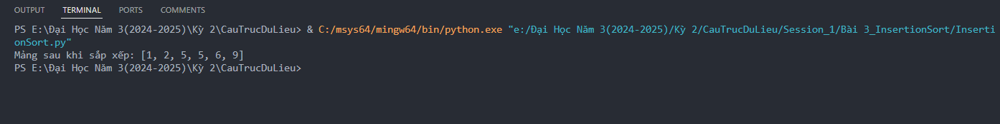 OUTPUT TERMINAL PORTS COMMENTS
PS E:\Đại Học Năm 3(2024-2025)\Kỳ 2\CauTrucDuLieu> & C:/msys64/mingw64/bin/python.exe "e:/Đại Học Năm 3(2024-2025)/Kỳ 2/CauTrucDuLieu/Session_1/Bài 3_InsertionSort/Inserti
onSort.py"
Mảng sau khi sắp xếp: [1, 2, 5, 5, 6, 9]
PS E:\Đại Học Năm 3(2024-2025)\Kỳ 2\CauTrucDuLieu>